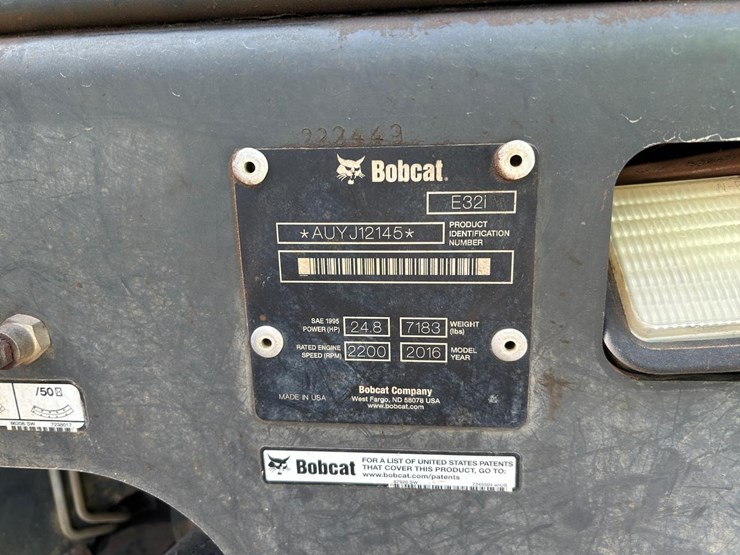 222449
Bobcat.
E32i
*AUYJ12145*
PRODUCT
IDENTIFICATION
NUMBER
SAE 1995
POWER (HP)
24.8
7183
WEIGHT
(lbs)
RATED ENGINE
SPEED (RPM)
2200
2016
MODEL
YEAR
MADE IN USA
Bobcat Company
West Fargo, ND 58078 USA
www.bobcat.com
/50B
Bobcat
FOR A LIST OF UNITED STATES PATENTS
THAT COVER THIS PRODUCT, GO TO:
www.bobcat.com/patents